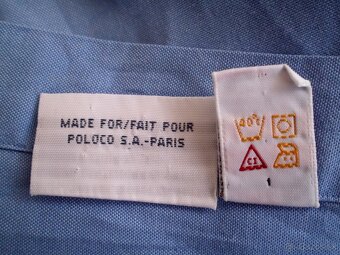 MADE FOR/FAIT POUR
POLOCO S.A.-PARIS
40°C
CL
1